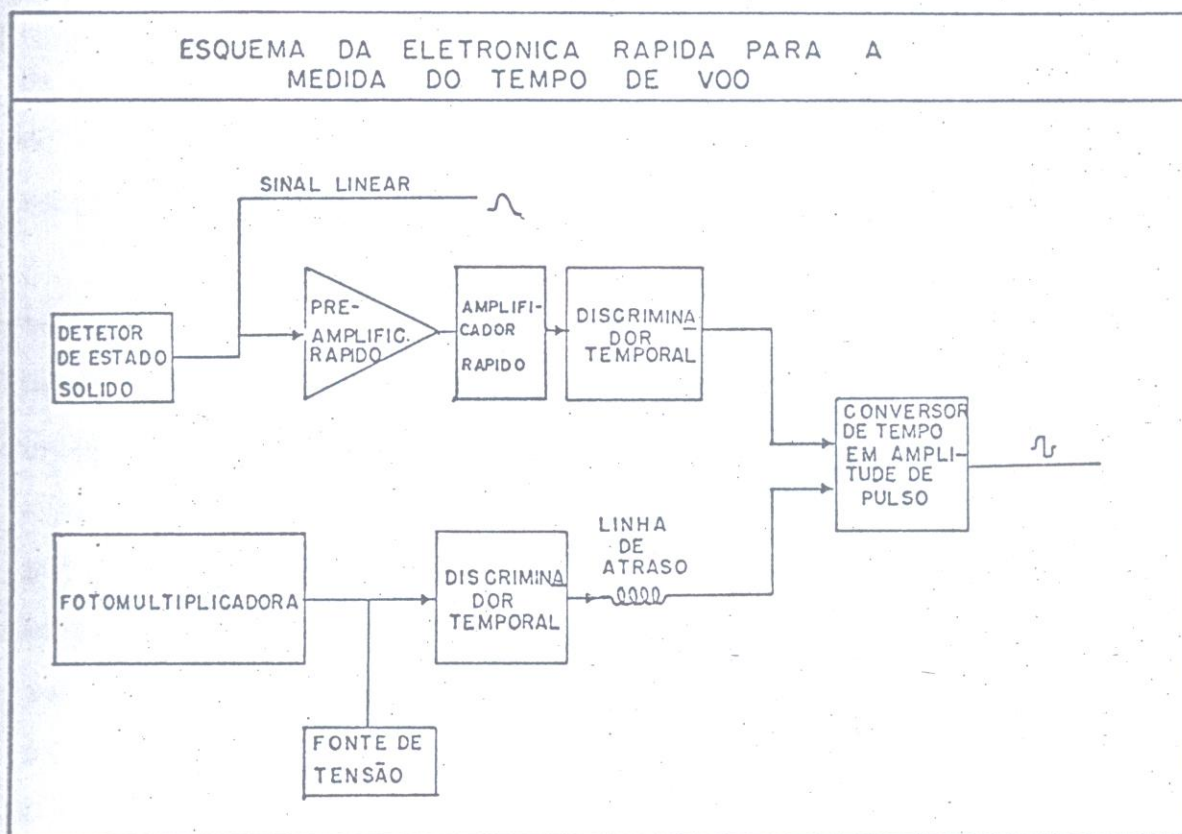 ESQUEMA DA ELETRONICA RAPIDA PARA A
MEDIDA DO TEMPO DE VOO
SINAL LINEAR
DETETOR
DE ESTADO
SOLIDO
PRE-
AMPLIFIC.
RAPIDO
AMPLIFI-
CADOR
RAPIDO
DISCRIMINA
DOR
TEMPORAL
CONVERSOR
DE TEMPO
EM AMPLI-
TUDE DE
PULSO
LINHA
DE
ATRASO
FOTOMULTIPLICADORA
DISCRIMINA
DOR
TEMPORAL
FONTE DE
TENSÃO